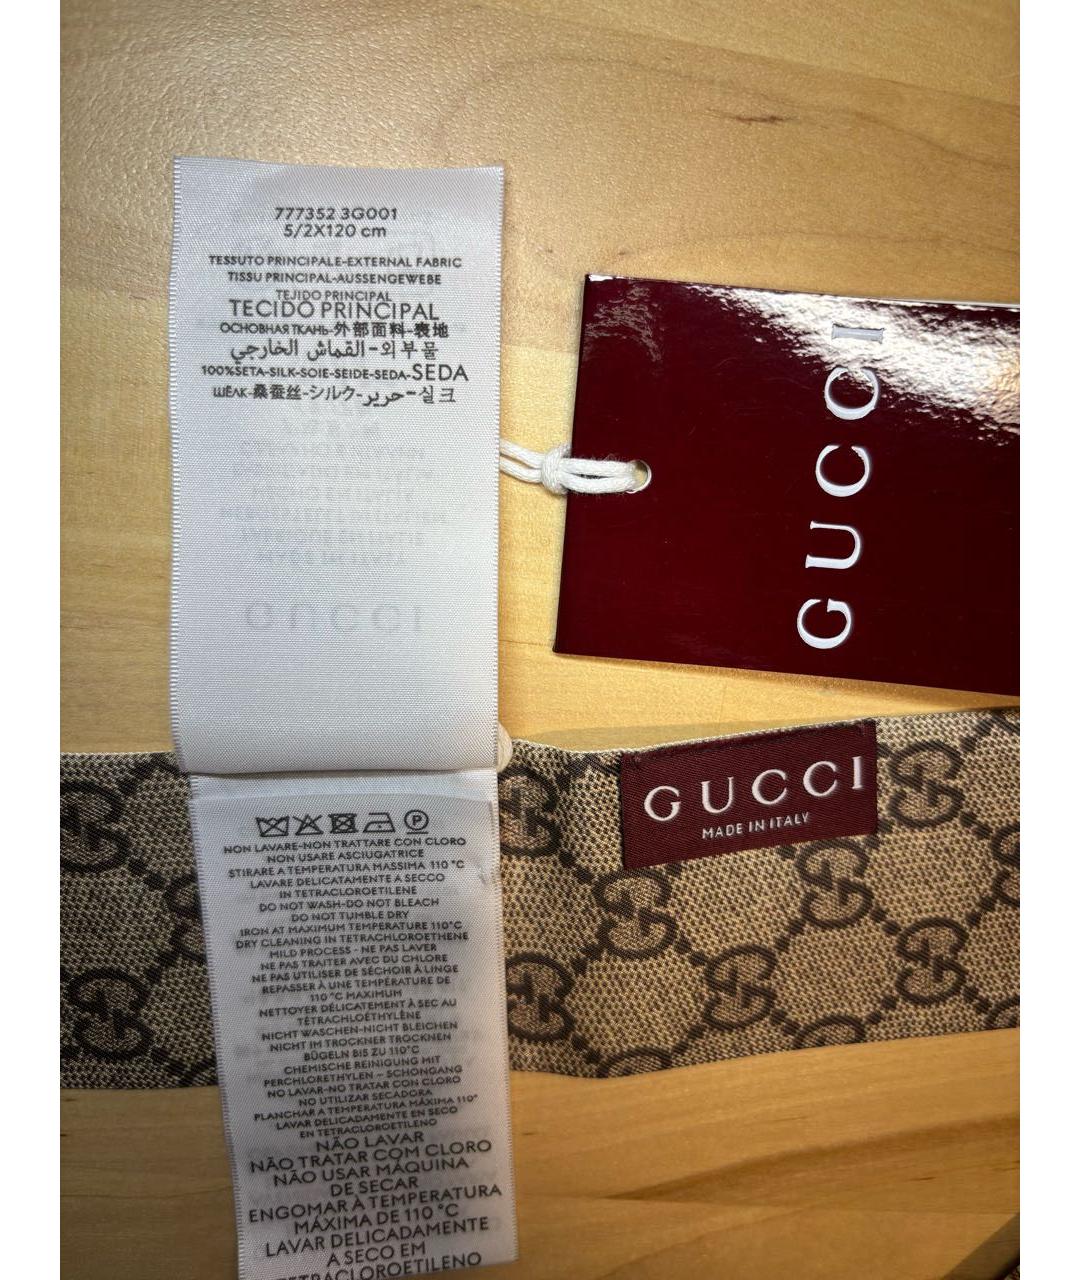 777352 3G001
5/2X120 cm
TESSUTO PRINCIPALE-EXTERNAL FABRIC
TISSU PRINCIPAL-AUSSENGEWEBE
TEJIDO PRINCIPAL
TECIDO PRINCIPAL
ОСНОВНАЯ ТКАНЬ-外部面料-表地
القماش الخارجي-외부물
100%SETA-SILK-SOIE-SEIDE-SEDA-SEDA
ШЁЛК-桑蚕丝-シルク-حرير-실크
GUCCI
GUCCI
MADE IN ITALY
NON LAVARE-NON TRATTARE CON CLORO
NON USARE ASCIUGATRICE
STIRARE A TEMPERATURA MASSIMA 110 °C
LAVARE DELICATAMENTE A SECCO
IN TETRACLOROETILENE
DO NOT WASH-DO NOT BLEACH
DO NOT TUMBLE DRY
IRON AT MAXIMUM TEMPERATURE 110°C
DRY CLEANING IN TETRACHLOROETHENE
MILD PROCESS - NE PAS LAVER
NE PAS TRAITER AVEC DU CHLORE
NE PAS UTILISER DE SÉCHOIR À LINGE
REPASSER À UNE TEMPÉRATURE DE
110 °C MAXIMUM
NETTOYER DÉLICATEMENT À SEC AU
TÉTRACHLOÉTHYLÈNE
NICHT WASCHEN-NICHT BLEICHEN
NICHT IM TROCKNER TROCKNEN
BÜGELN BIS ZU 110°C
CHEMISCHE REINIGUNG MIT
PERCHLORETHYLEN – SCHONGANG
NO LAVAR-NO TRATAR CON CLORO
NO UTILIZAR SECADORA
PLANCHAR A TEMPERATURA MÁXIMA 110°
LAVAR DELICADAMENTE EN SECO
EN TETRACLOROETILENO
NÃO LAVAR
NÃO TRATAR COM CLORO
NÃO USAR MÁQUINA
DE SECAR
ENGOMAR À TEMPERATURA
MÁXIMA DE 110 °C
LAVAR DELICADAMENTE
A SECO EM
TETRACLOROETILENO